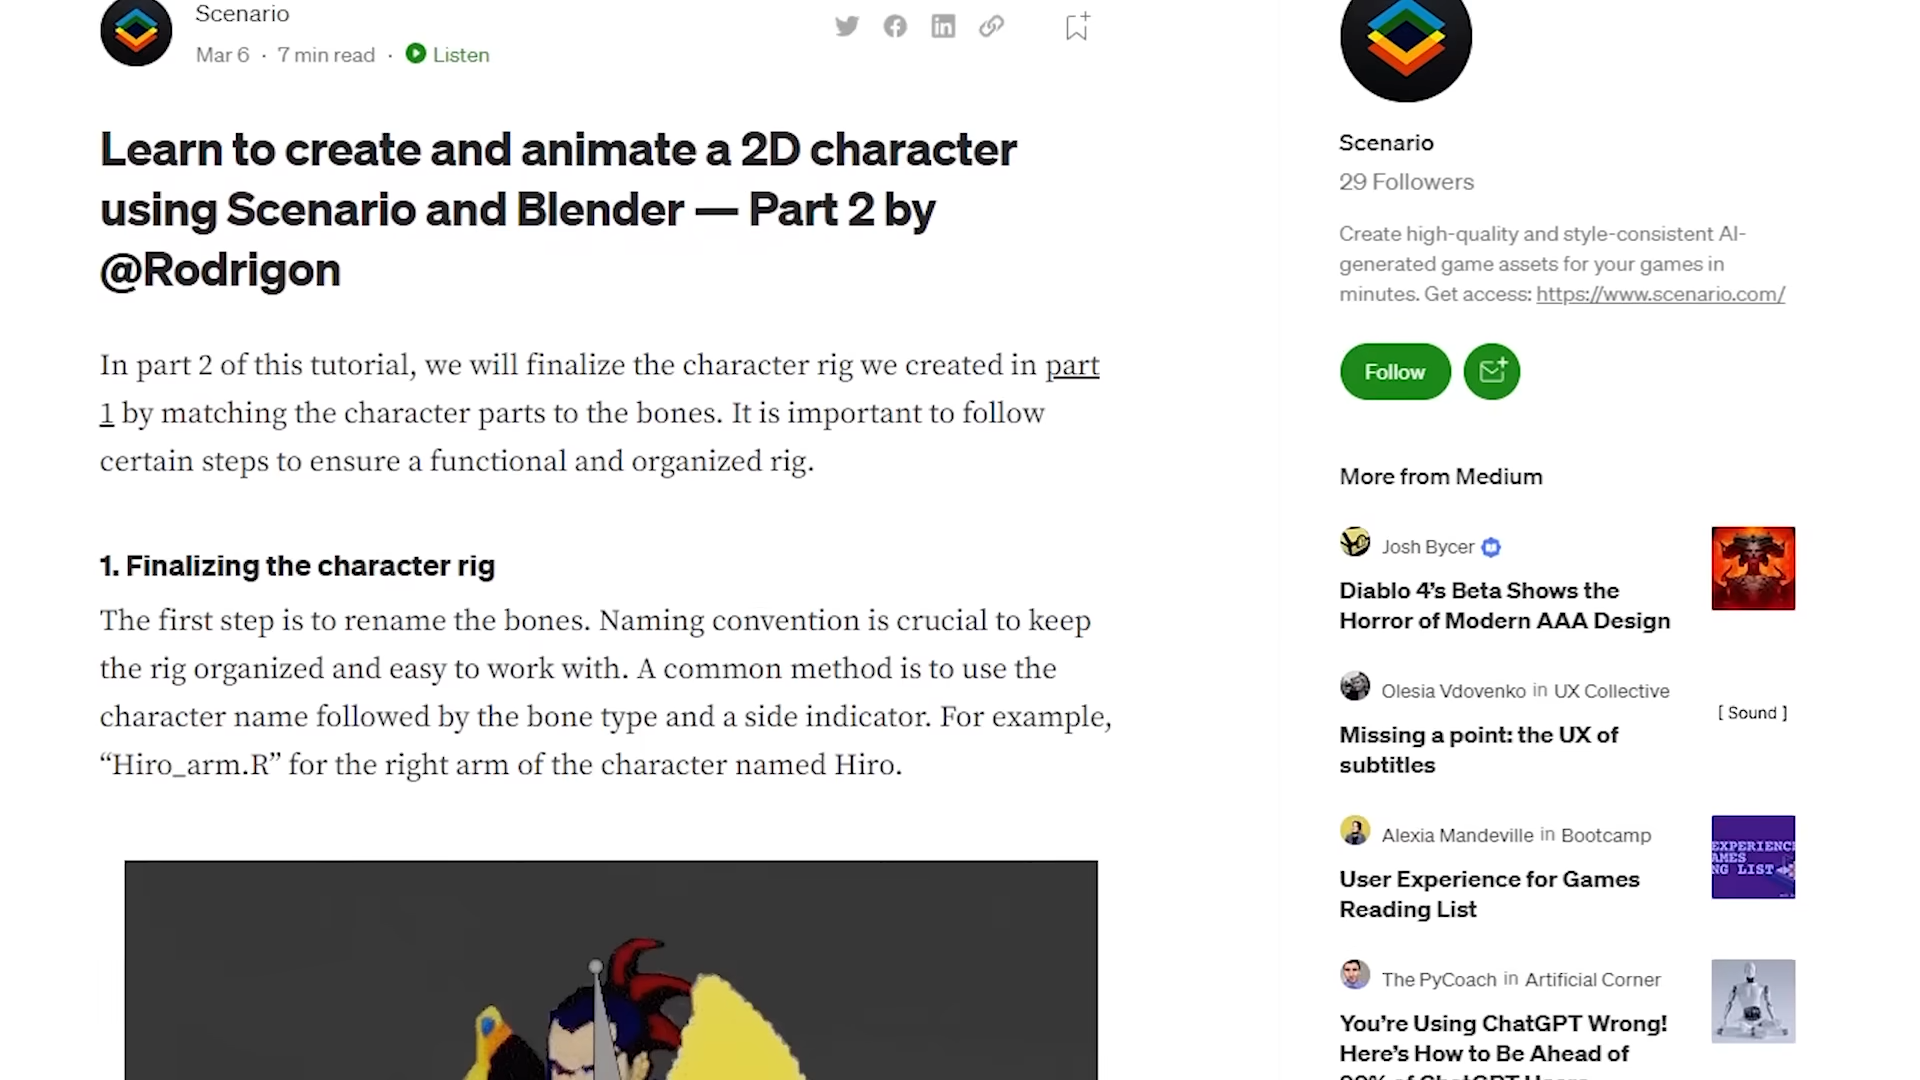 Scenario
Mar 6 · 7 min read · Listen
Learn to create and animate a 2D character
using Scenario and Blender — Part 2 by
@Rodrigon
In part 2 of this tutorial, we will finalize the character rig we created in part
1 by matching the character parts to the bones. It is important to follow
certain steps to ensure a functional and organized rig.
1. Finalizing the character rig
The first step is to rename the bones. Naming convention is crucial to keep
the rig organized and easy to work with. A common method is to use the
character name followed by the bone type and a side indicator. For example,
“Hiro_arm.R” for the right arm of the character named Hiro.
Scenario
29 Followers
Create high-quality and style-consistent AI-
generated game assets for your games in
minutes. Get access: https://www.scenario.com/
Follow
More from Medium
Josh Bycer
Diablo 4’s Beta Shows the
Horror of Modern AAA Design
Olesia Vdovenko in UX Collective
Missing a point: the UX of
subtitles
[ Sound ]
Alexia Mandeville in Bootcamp
User Experience for Games
Reading List
EXPERIENC
AMES
NG LIST
The PyCoach in Artificial Corner
You’re Using ChatGPT Wrong!
Here’s How to Be Ahead of
of ChatGPT Users